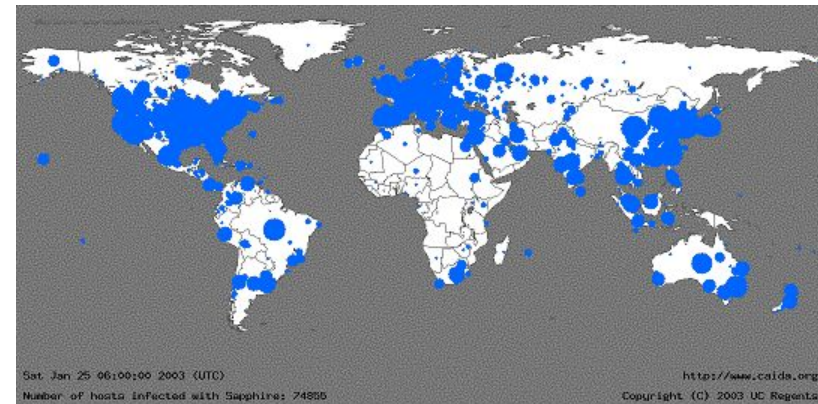 Sat Jan 25 06:00:00 2003 (UTC)
http://www.caida.org
Number of hosts infected with Sapphire: 74855
Copyright (C) 2003 UC Regents